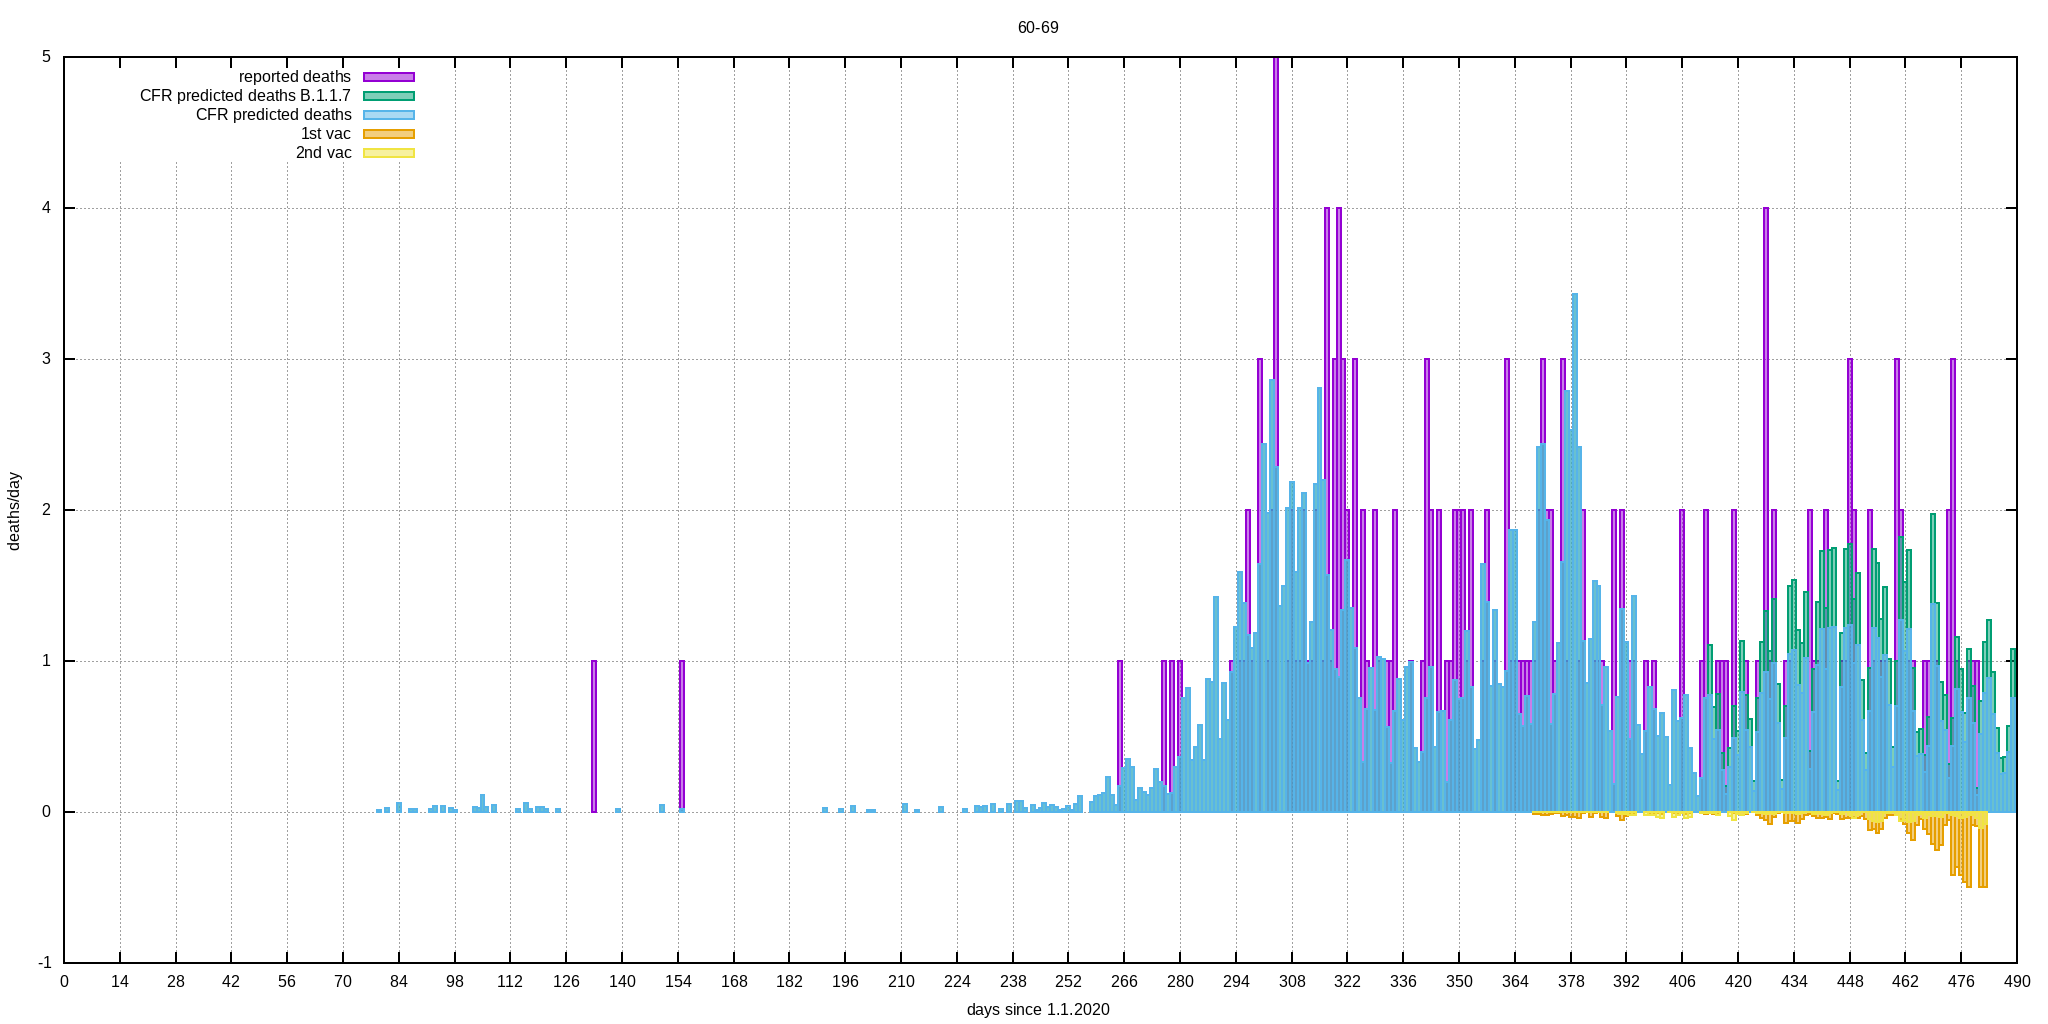 60-69
reported deaths
CFR predicted deaths B.1.1.7
CFR predicted deaths
1st vac
2nd vac
5
4
3
2
1
0
-1
deaths/day
0 14 28 42 56 70 84 98 112 126 140 154 168 182 196 210 224 238 252 266 280 294 308 322 336 350 364 378 392 406 420 434 448 462 476 490
days since 1.1.2020